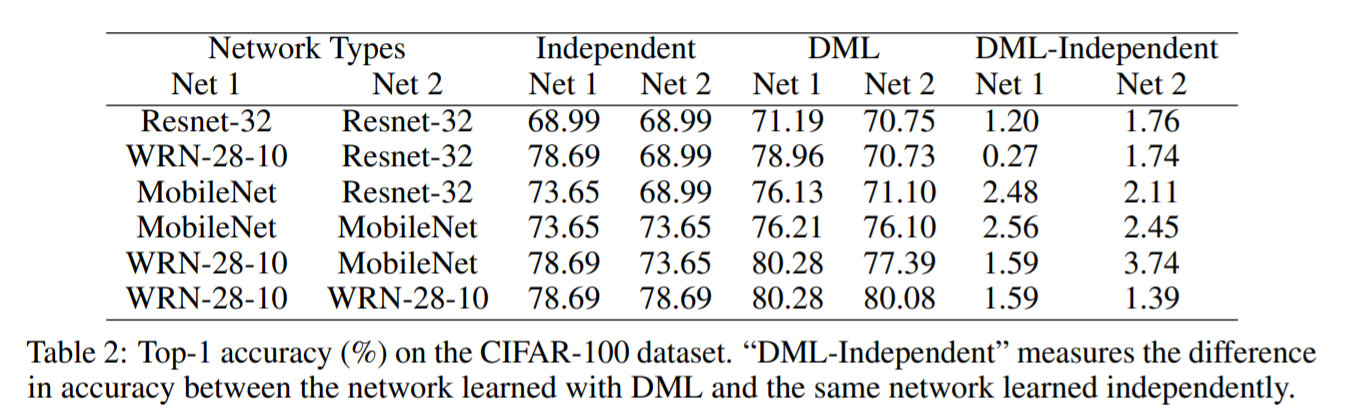 Network Types Independent DML DML-Independent
Net 1 Net 2 Net 1 Net 2 Net 1 Net 2 Net 1 Net 2
Resnet-32 Resnet-32 68.99 68.99 71.19 70.75 1.20 1.76
WRN-28-10 Resnet-32 78.69 68.99 78.96 70.73 0.27 1.74
MobileNet Resnet-32 73.65 68.99 76.13 71.10 2.48 2.11
MobileNet MobileNet 73.65 73.65 76.21 76.10 2.56 2.45
WRN-28-10 MobileNet 78.69 73.65 80.28 77.39 1.59 3.74
WRN-28-10 WRN-28-10 78.69 78.69 80.28 80.08 1.59 1.39
Table 2: Top-1 accuracy (%) on the CIFAR-100 dataset. “DML-Independent” measures the difference
in accuracy between the network learned with DML and the same network learned independently.